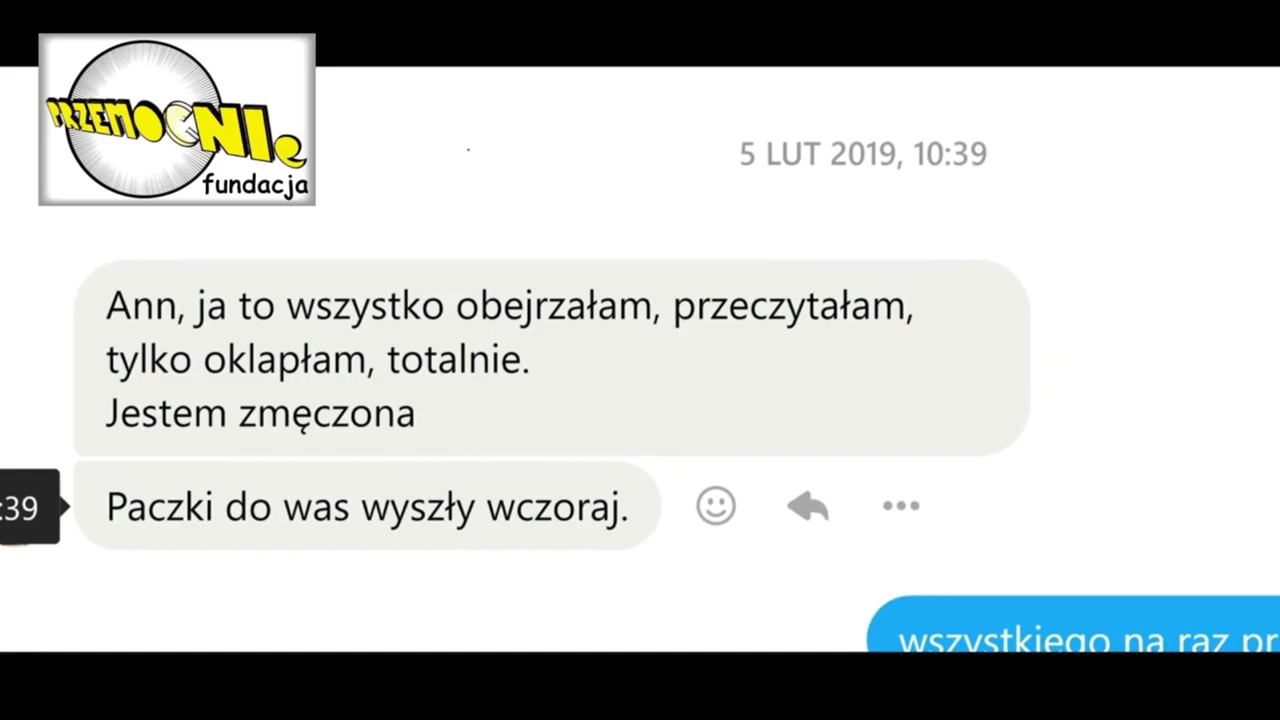 PRZEMOCNIe
fundacja
5 LUT 2019, 10:39
Ann, ja to wszystko obejrzałam, przeczytałam,
tylko oklapłam, totalnie.
Jestem zmęczona
:39
Paczki do was wyszły wczoraj.
wszystkiego na raz